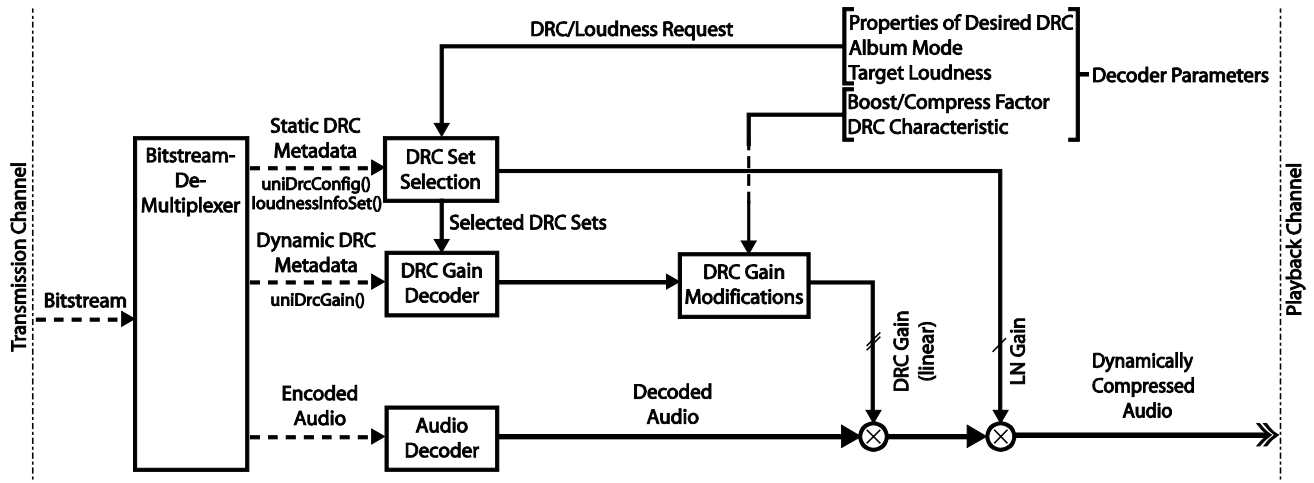 Transmission Channel
Bitstream
Bitstream-
De-
Multiplexer
Static DRC
Metadata
uniDrcConfig()
loudnessInfoSet()
Dynamic DRC
Metadata
uniDrcGain()
Encoded
Audio
DRC/Loudness Request
DRC Set
Selection
Selected DRC Sets
DRC Gain
Decoder
Audio
Decoder
Decoded
Audio
DRC Gain
Modifications
Properties of Desired DRC
Album Mode
Target Loudness
Boost/Compress Factor
DRC Characteristic
Decoder Parameters
DRC Gain
(linear)
LN Gain
Dynamically
Compressed
Audio
Playback Channel